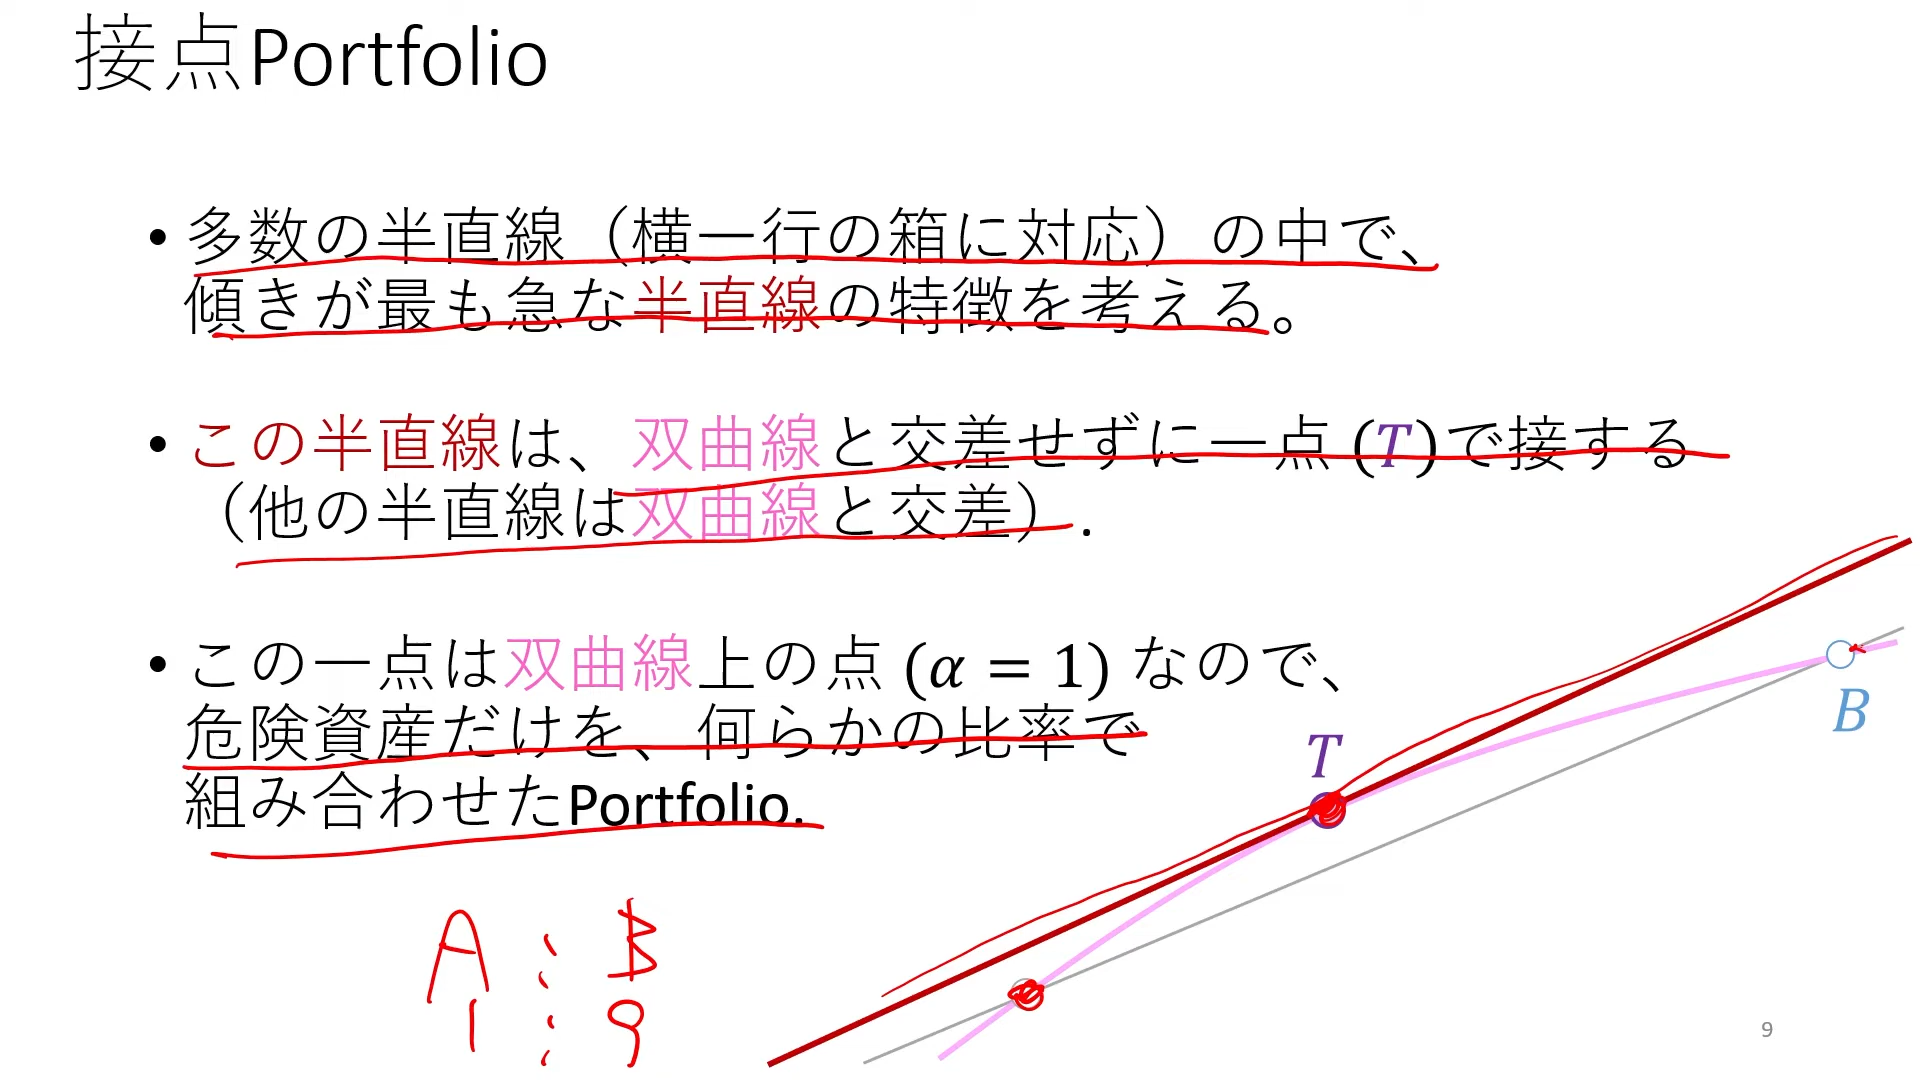 接点Portfolio
• 多数の半直線（横一行の箱に対応）の中で、
傾きが最も急な半直線の特徴を考える。
• この半直線は、双曲線と交差せずに一点 (T)で接する
（他の半直線は双曲線と交差）.
• この一点は双曲線上の点 (α = 1) なので、
危険資産だけを、何らかの比率で
組み合わせたPortfolio.
T
B
A : B
1 : 9
9